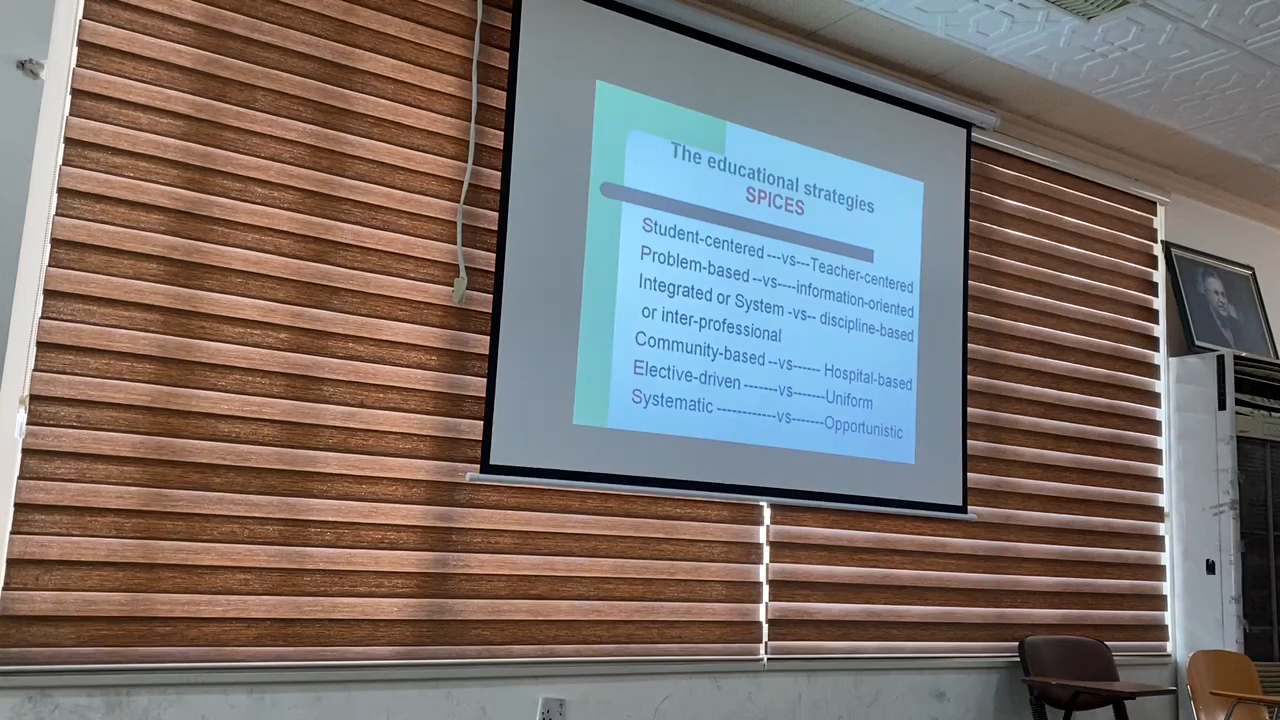 The educational strategies
SPICES
Student-centered ---vs---Teacher-centered
Problem-based --vs----information-oriented
Integrated or System -vs-- discipline-based
or inter-professional
Community-based --vs------ Hospital-based
Elective-driven -------vs------Uniform
Systematic ------------vs------Opportunistic